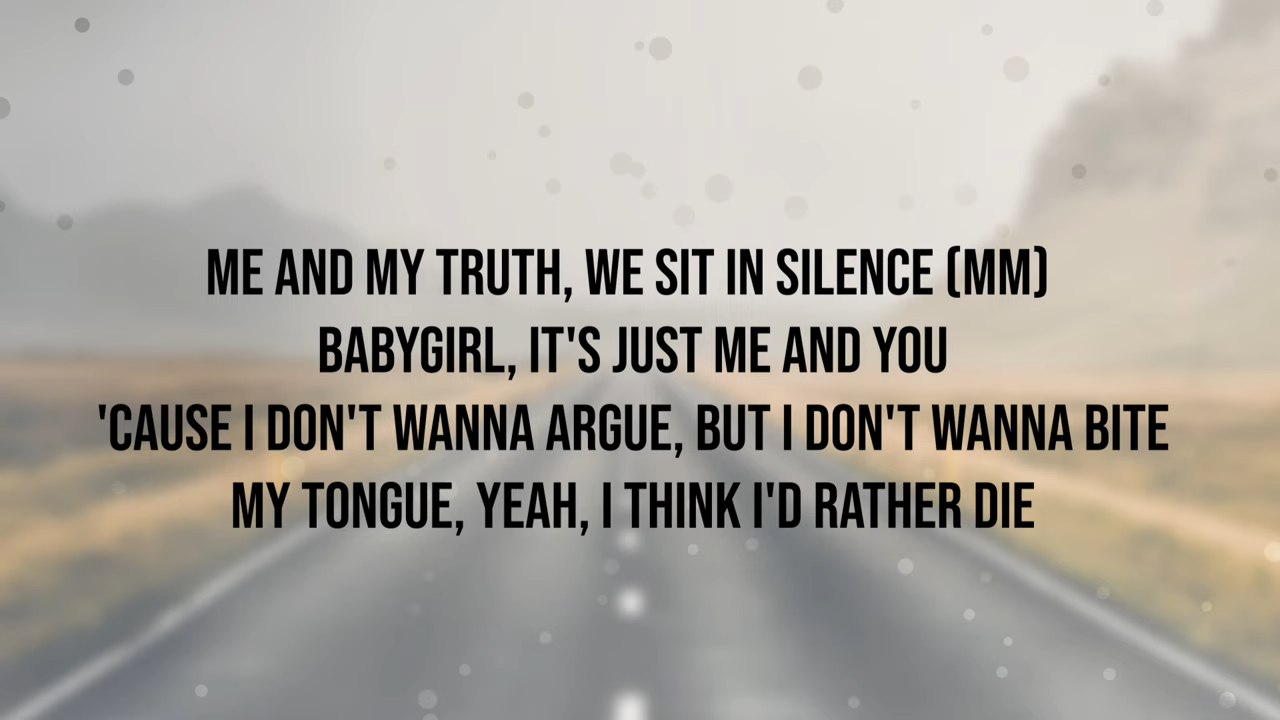 ME AND MY TRUTH, WE SIT IN SILENCE (MM)
BABYGIRL, IT'S JUST ME AND YOU
'CAUSE I DON'T WANNA ARGUE, BUT I DON'T WANNA BITE
MY TONGUE, YEAH, I THINK I'D RATHER DIE